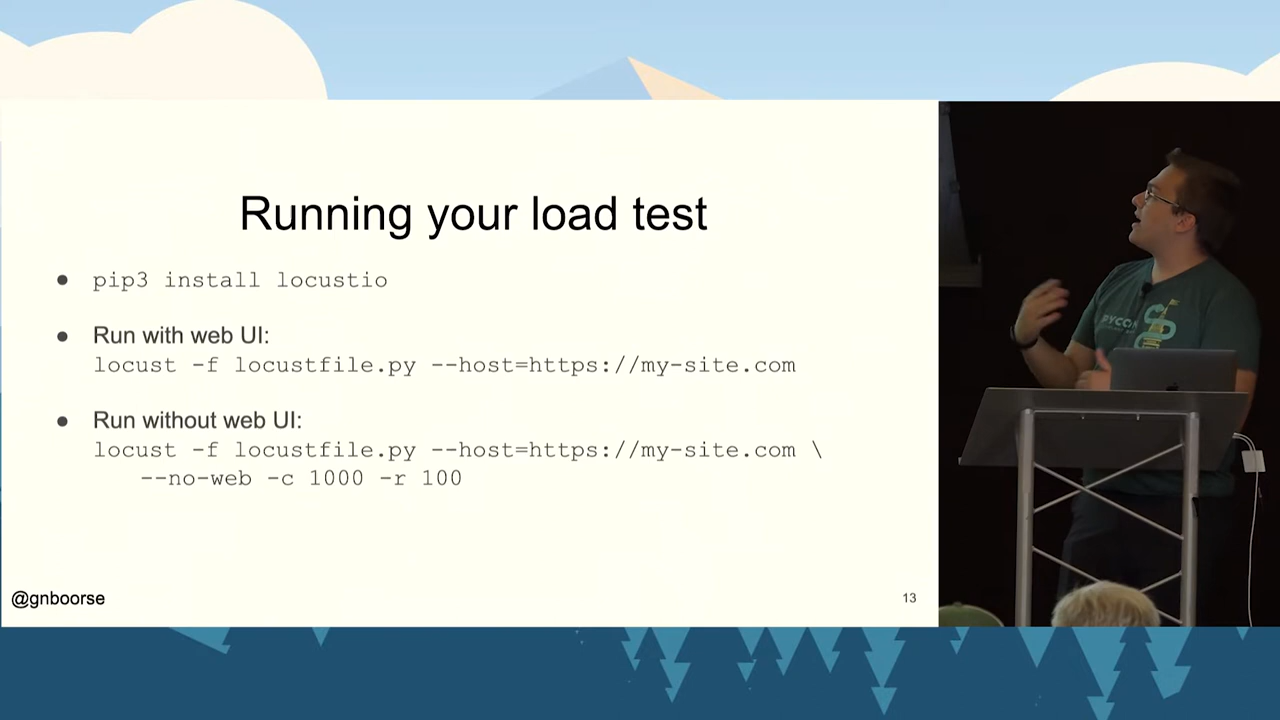 Running your load test
● pip3 install locustio
● Run with web UI:
locust -f locustfile.py --host=https://my-site.com
● Run without web UI:
locust -f locustfile.py --host=https://my-site.com \
--no-web -c 1000 -r 100
@gnboorse
13